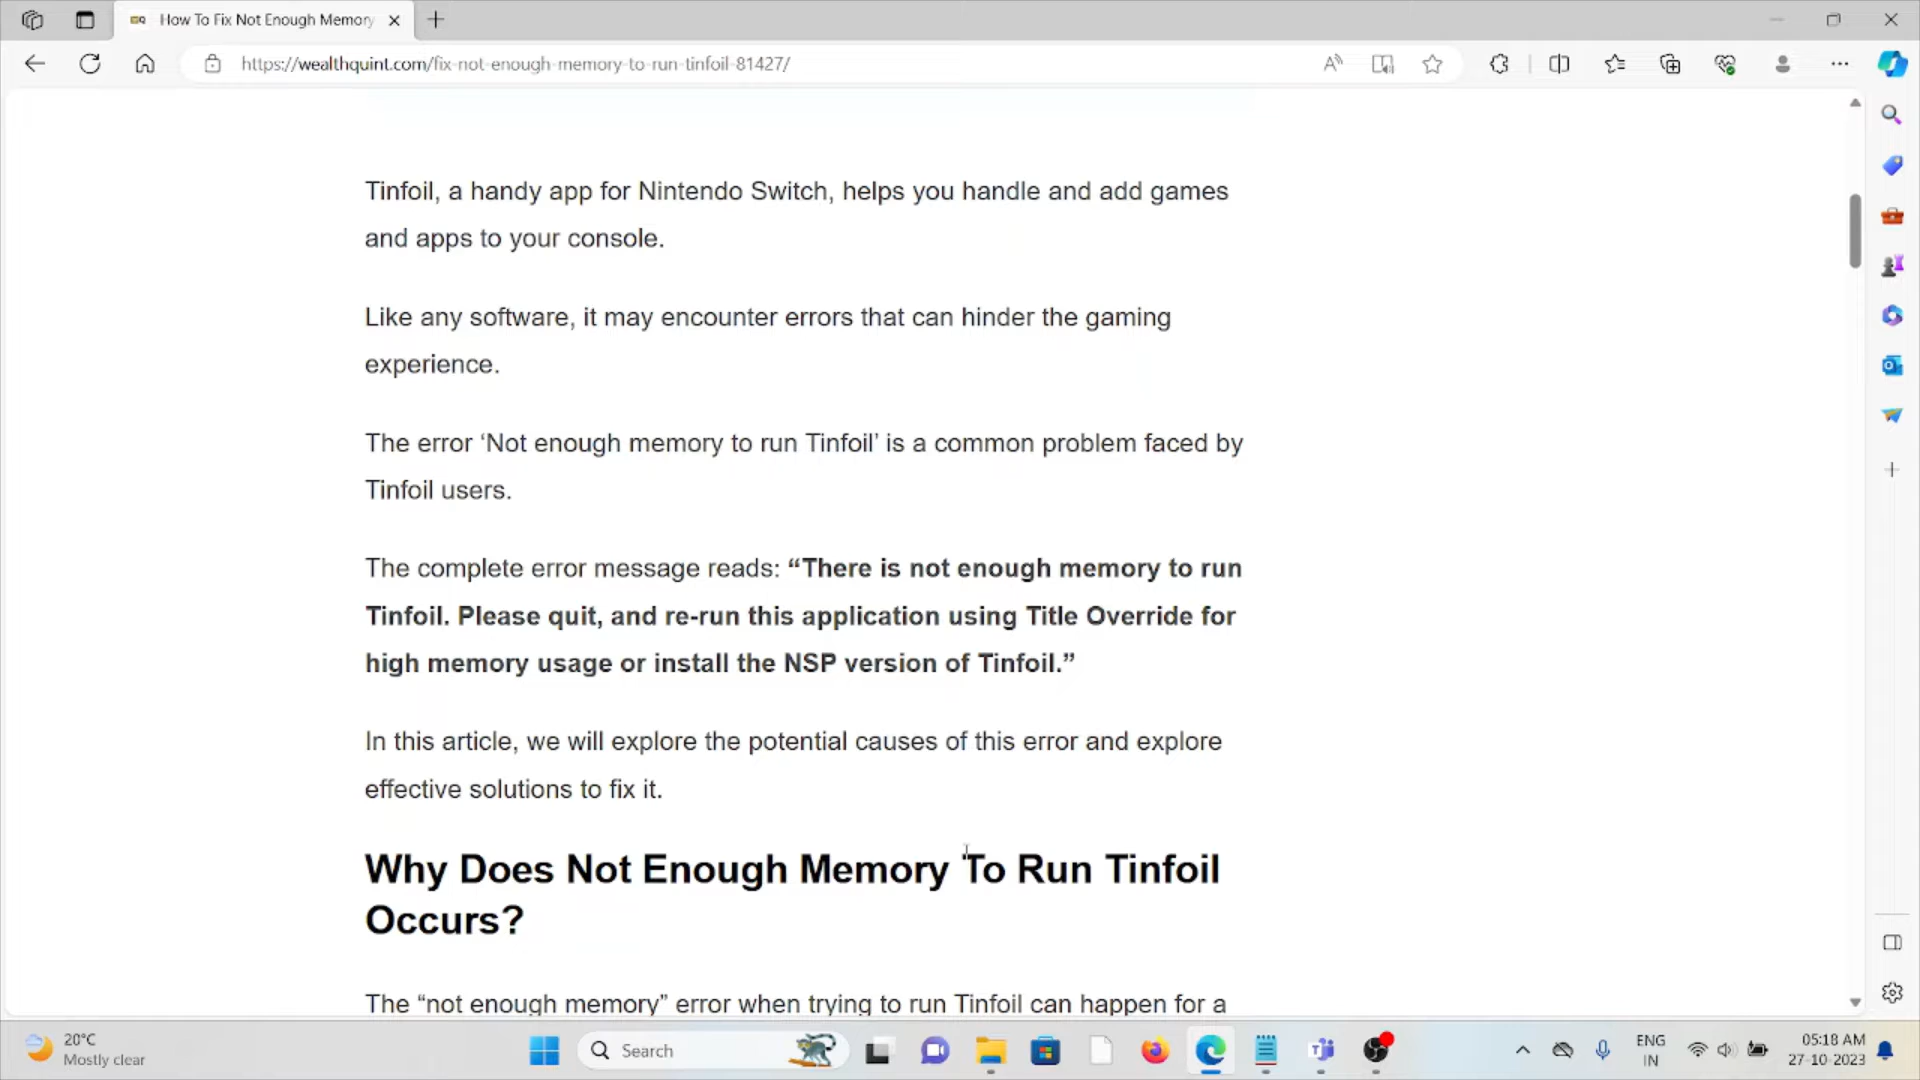 How To Fix Not Enough Memory
https://wealthquint.com/fix-not-enough-memory-to-run-tinfoil-81427/
Tinfoil, a handy app for Nintendo Switch, helps you handle and add games
and apps to your console.
Like any software, it may encounter errors that can hinder the gaming
experience.
The error ‘Not enough memory to run Tinfoil’ is a common problem faced by
Tinfoil users.
The complete error message reads: “There is not enough memory to run
Tinfoil. Please quit, and re-run this application using Title Override for
high memory usage or install the NSP version of Tinfoil.”
In this article, we will explore the potential causes of this error and explore
effective solutions to fix it.
Why Does Not Enough Memory To Run Tinfoil
Occurs?
The “not enough memory” error when trying to run Tinfoil can happen for a
20°C
Mostly clear
Search
ENG
IN
05:18 AM
27-10-2023